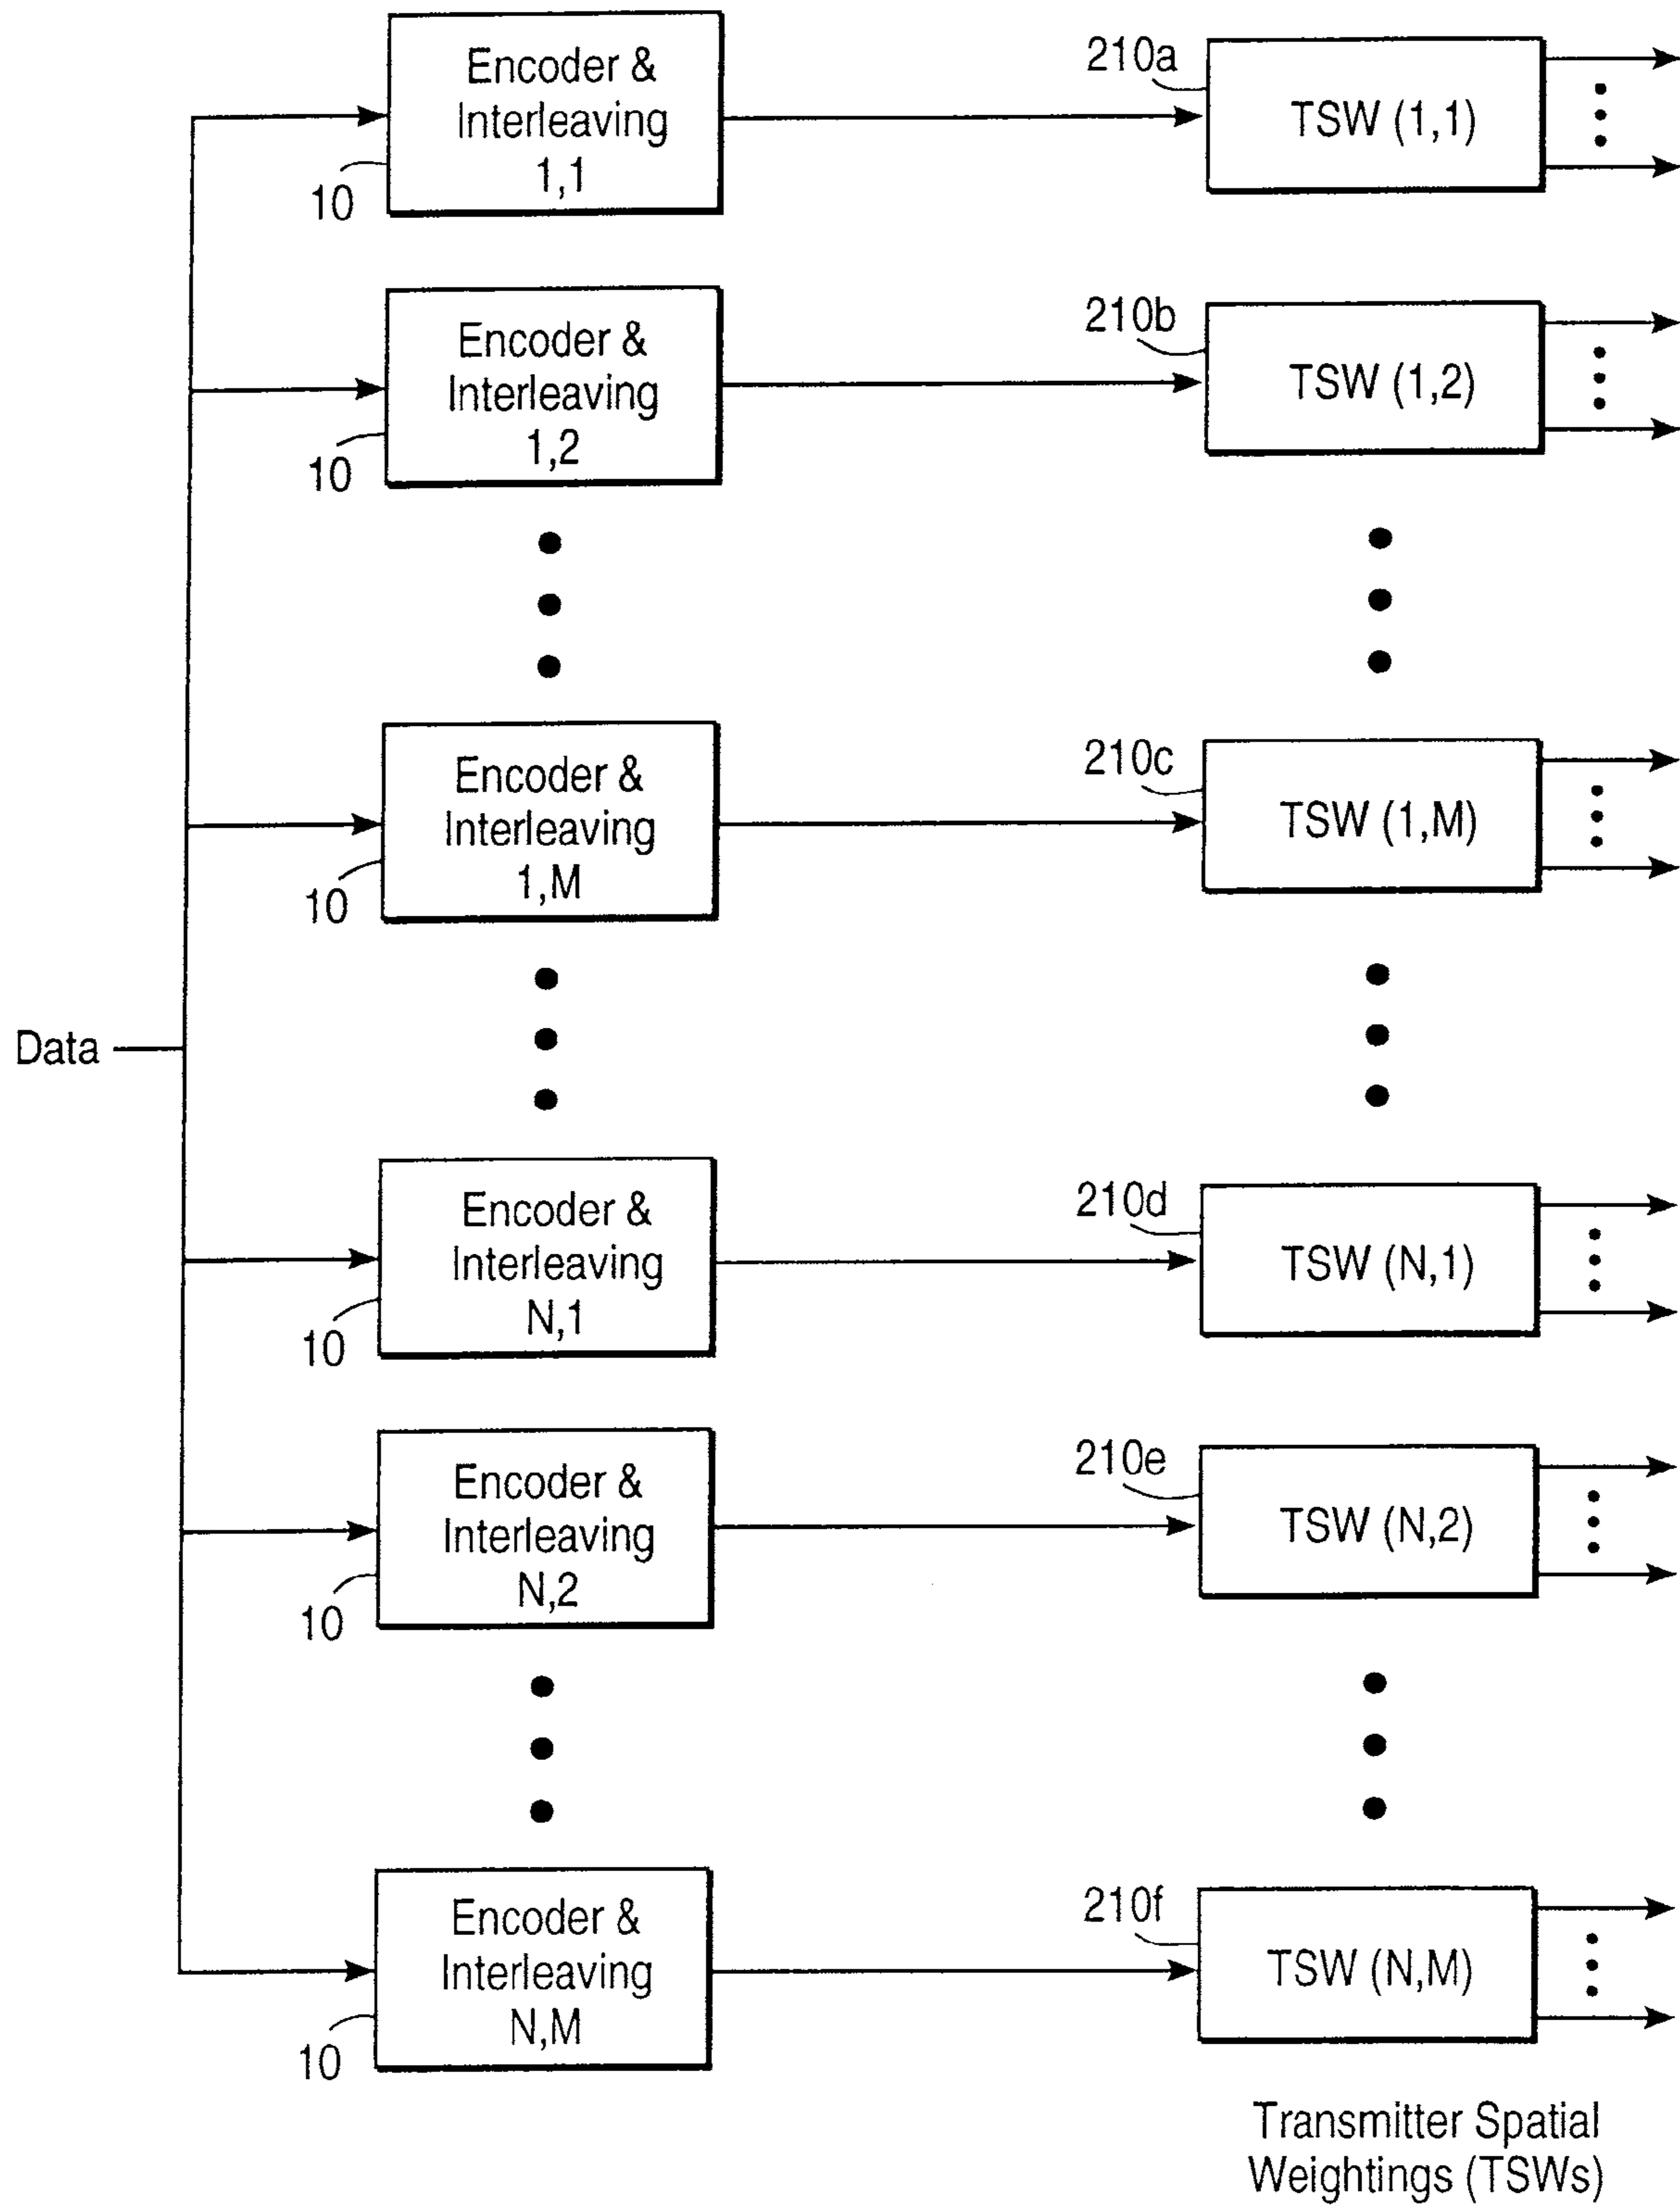 Encoder &
Interleaving
1,1
10
210a
TSW (1,1)
Encoder &
Interleaving
1,2
10
210b
TSW (1,2)
Encoder &
Interleaving
1,M
10
210c
TSW (1,M)
Data
Encoder &
Interleaving
N,1
10
210d
TSW (N,1)
Encoder &
Interleaving
N,2
10
210e
TSW (N,2)
Encoder &
Interleaving
N,M
10
210f
TSW (N,M)
Transmitter Spatial
Weightings (TSWs)